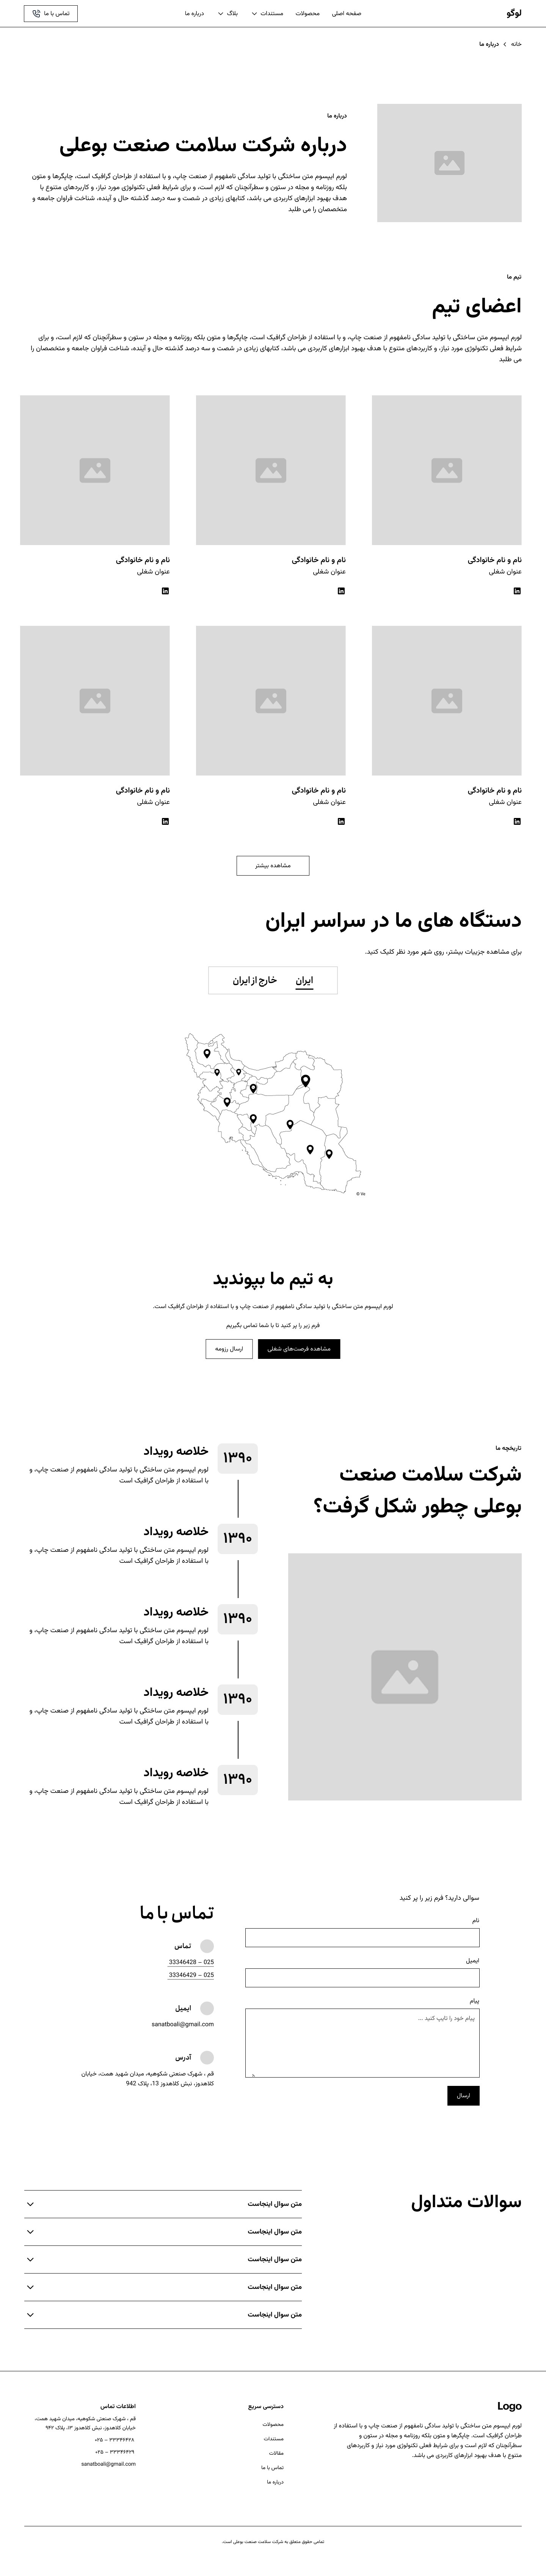 لوگو
صفحه اصلی
محصولات
مستندات
بلاگ
درباره ما
تماس با ما
خانه
درباره ما
درباره ما
درباره شرکت سلامت صنعت بوعلی
لورم ایپسوم متن ساختگی با تولید سادگی نامفهوم از صنعت چاپ، و با استفاده از طراحان گرافیک است، چاپگرها و متون
بلکه روزنامه و مجله در ستون و سطرآنچنان که لازم است، و برای شرایط فعلی تکنولوژی مورد نیاز، و کاربردهای متنوع با
هدف بهبود ابزارهای کاربردی می باشد، کتابهای زیادی در شصت و سه درصد گذشته حال و آینده، شناخت فراوان جامعه و
متخصصان را می طلبد
تیم ما
اعضای تیم
لورم ایپسوم متن ساختگی با تولید سادگی نامفهوم از صنعت چاپ، و با استفاده از طراحان گرافیک است، چاپگرها و متون بلکه روزنامه و مجله در ستون و سطرآنچنان که لازم است، و برای
شرایط فعلی تکنولوژی مورد نیاز، و کاربردهای متنوع با هدف بهبود ابزارهای کاربردی می باشد، کتابهای زیادی در شصت و سه درصد گذشته حال و آینده، شناخت فراوان جامعه و متخصصان را
می طلبد
نام و نام خانوادگی
عنوان شغلی
نام و نام خانوادگی
عنوان شغلی
نام و نام خانوادگی
عنوان شغلی
نام و نام خانوادگی
عنوان شغلی
نام و نام خانوادگی
عنوان شغلی
نام و نام خانوادگی
عنوان شغلی
مشاهده بیشتر
دستگاه های ما در سراسر ایران
برای مشاهده جزییات بیشتر، روی شهر مورد نظر کلیک کنید.
ایران
خارج از ایران
به تیم ما بپوندید
لورم ایپسوم متن ساختگی با تولید سادگی نامفهوم از صنعت چاپ و با استفاده از طراحان گرافیک است.
فرم زیر را پر کنید تا با شما تماس بگیریم
مشاهده فرصت‌های شغلی
ارسال رزومه
تاریخچه ما
شرکت سلامت صنعت
بوعلی چطور شکل گرفت؟
۱۳۹۰
خلاصه رویداد
لورم ایپسوم متن ساختگی با تولید سادگی نامفهوم از صنعت چاپ، و
با استفاده از طراحان گرافیک است
۱۳۹۰
خلاصه رویداد
لورم ایپسوم متن ساختگی با تولید سادگی نامفهوم از صنعت چاپ، و
با استفاده از طراحان گرافیک است
۱۳۹۰
خلاصه رویداد
لورم ایپسوم متن ساختگی با تولید سادگی نامفهوم از صنعت چاپ، و
با استفاده از طراحان گرافیک است
۱۳۹۰
خلاصه رویداد
لورم ایپسوم متن ساختگی با تولید سادگی نامفهوم از صنعت چاپ، و
با استفاده از طراحان گرافیک است
۱۳۹۰
خلاصه رویداد
لورم ایپسوم متن ساختگی با تولید سادگی نامفهوم از صنعت چاپ، و
با استفاده از طراحان گرافیک است
سوالی دارید؟ فرم زیر را پر کنید
نام
ایمیل
پیام
پیام خود را تایپ کنید ...
ارسال
تماس با ما
تماس
33346428 – 025
33346429 – 025
ایمیل
sanatboali@gmail.com
آدرس
قم ، شهرک صنعتی شکوهیه، میدان شهید همت، خیابان
کلاهدوز، نبش کلاهدوز 13، پلاک 942
سوالات متداول
متن سوال اینجاست
متن سوال اینجاست
متن سوال اینجاست
متن سوال اینجاست
متن سوال اینجاست
Logo
لورم ایپسوم متن ساختگی با تولید سادگی نامفهوم از صنعت چاپ و با استفاده از
طراحان گرافیک است. چاپگرها و متون بلکه روزنامه و مجله در ستون و
سطرآنچنان که لازم است و برای شرایط فعلی تکنولوژی مورد نیاز و کاربردهای
متنوع با هدف بهبود ابزارهای کاربردی می باشد.
دسترسی سریع
محصولات
مستندات
مقالات
تماس با ما
درباره ما
اطلاعات تماس
قم ، شهرک صنعتی شکوهیه، میدان شهید همت،
خیابان کلاهدوز، نبش کلاهدوز ۱۳، پلاک ۹۴۲
۳۳۳۴۶۴۲۸ – ۰۲۵
۳۳۳۴۶۴۲۹ – ۰۲۵
sanatboali@gmail.com
تمامی حقوق متعلق به شرکت سلامت صنعت بوعلی است.